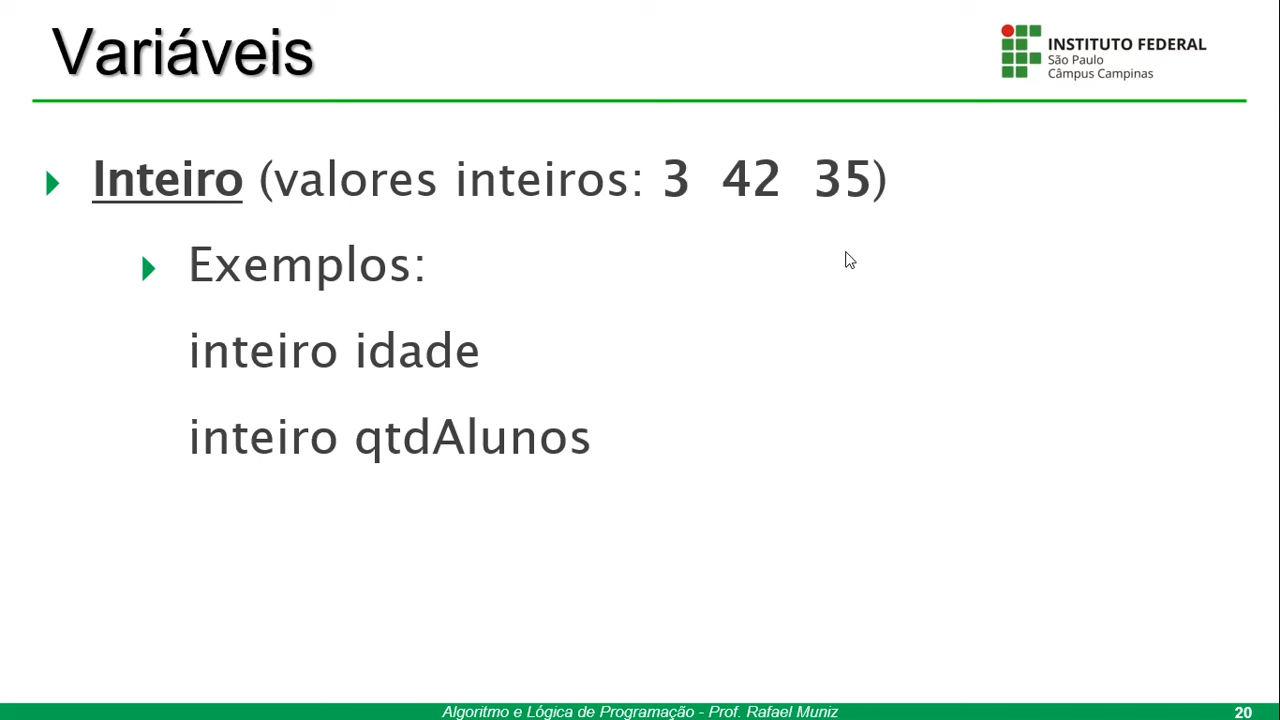 Variáveis
INSTITUTO FEDERAL
São Paulo
Câmpus Campinas
Inteiro (valores inteiros: 3 42 35)
Exemplos:
inteiro idade
inteiro qtdAlunos
Algoritmo e Lógica de Programação - Prof. Rafael Muniz
20